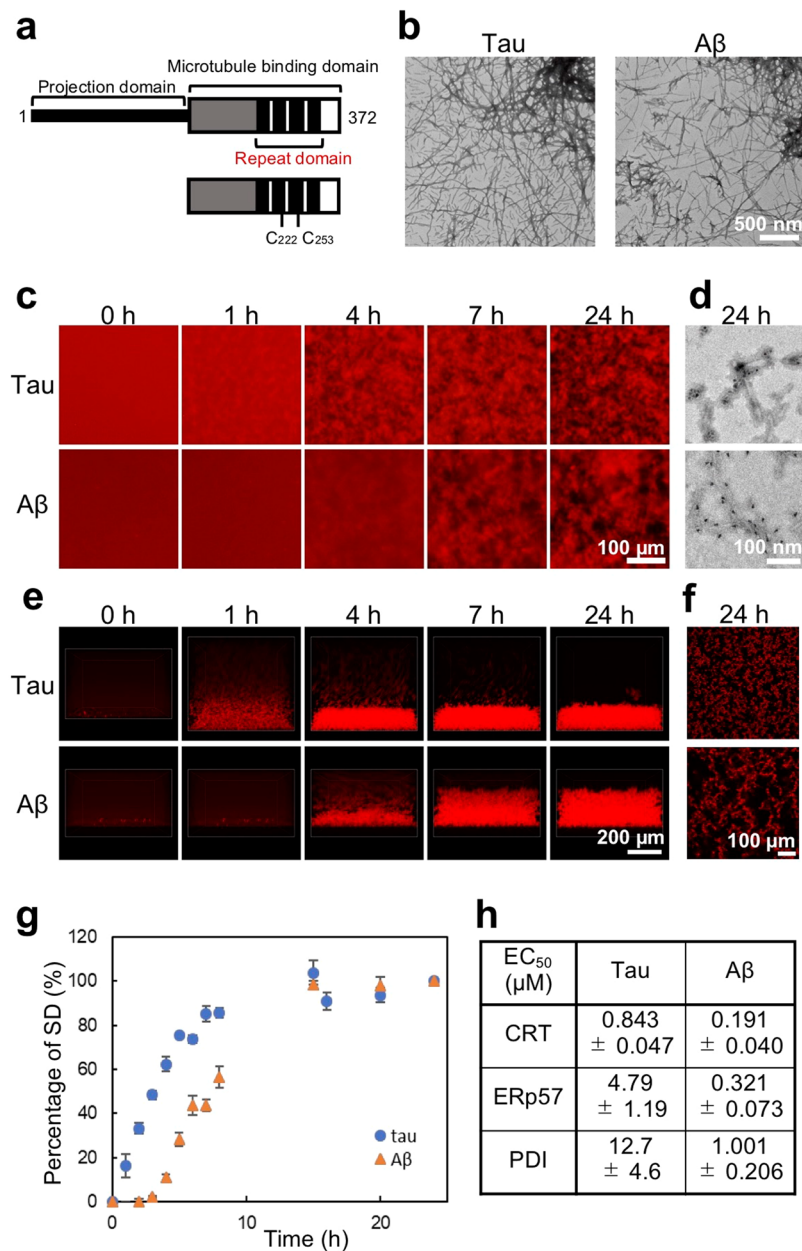 a
Microtubule binding domain
Projection domain
1
372
Repeat domain
C222 C253
b
Tau
Aβ
500 nm
c
0 h 1 h 4 h 7 h 24 h
Tau
Aβ
100 µm
d
24 h
100 nm
e
0 h 1 h 4 h 7 h 24 h
Tau
Aβ
200 µm
f
24 h
100 µm
g
Percentage of SD (%)
120
100
80
60
40
20
0
0 10 20
Time (h)
tau
Aβ
h
EC50 (µM) Tau Aβ
CRT 0.843 ± 0.047 0.191 ± 0.040
ERp57 4.79 ± 1.19 0.321 ± 0.073
PDI 12.7 ± 4.6 1.001 ± 0.206